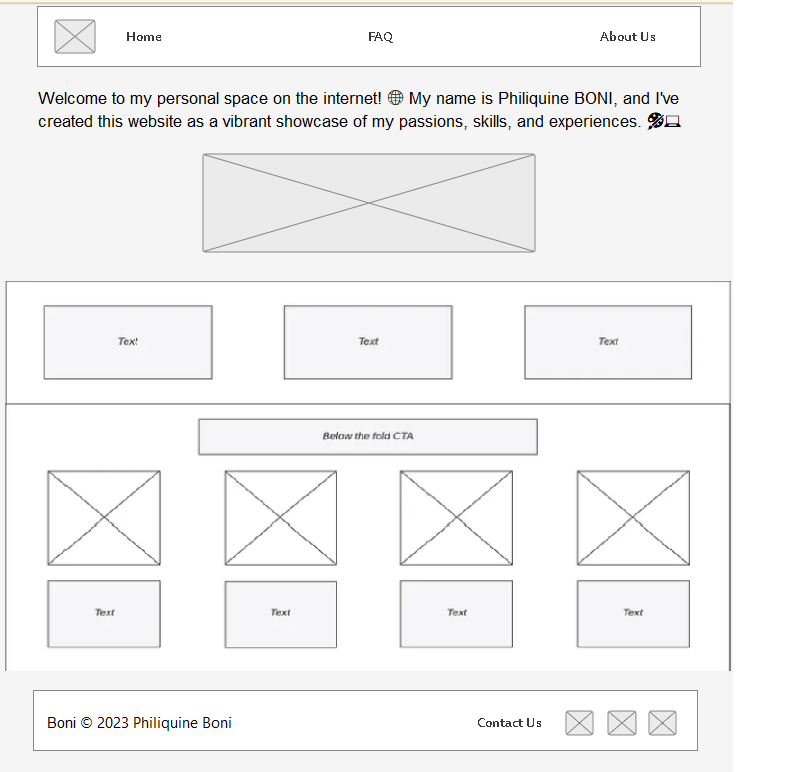 Home FAQ About Us
Welcome to my personal space on the internet! 🌐 My name is Philiquine BONI, and I've
created this website as a vibrant showcase of my passions, skills, and experiences. 🎨💻
Text Text Text
Below the fold CTA
Text Text Text Text
Boni © 2023 Philiquine Boni Contact Us